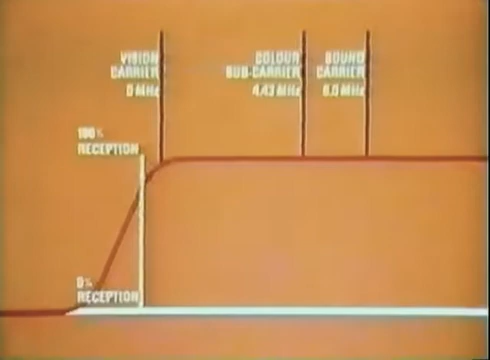 VISION
CARRIER
0 MHz
COLOUR
SUB-CARRIER
4.43 MHz
SOUND
CARRIER
6.0 MHz
100%
RECEPTION
0%
RECEPTION